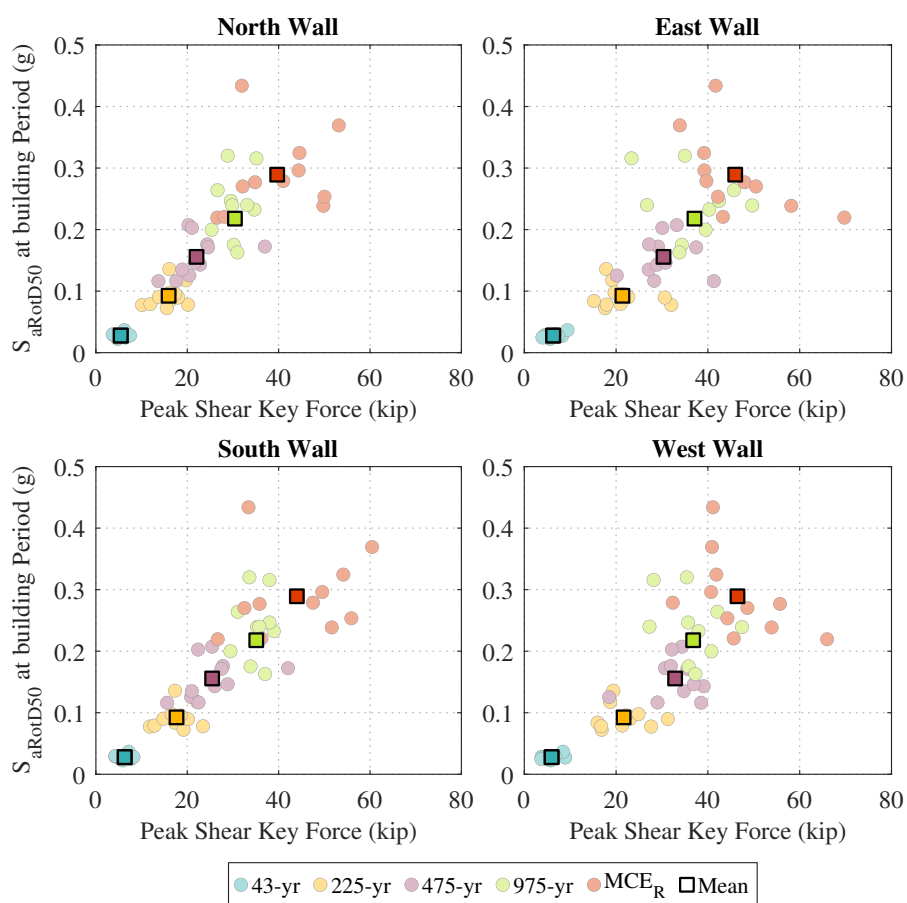 North Wall
East Wall
S_aRotD50 at building Period (g)
0.5
0.4
0.3
0.2
0.1
0
0.5
0.4
0.3
0.2
0.1
0
0 20 40 60 80
0 20 40 60 80
Peak Shear Key Force (kip)
Peak Shear Key Force (kip)
South Wall
West Wall
S_aRotD50 at building Period (g)
0.5
0.4
0.3
0.2
0.1
0
0.5
0.4
0.3
0.2
0.1
0
0 20 40 60 80
0 20 40 60 80
Peak Shear Key Force (kip)
Peak Shear Key Force (kip)
43-yr 225-yr 475-yr 975-yr MCE_R Mean